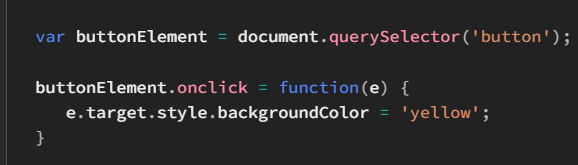 var buttonElement = document.querySelector('button');
buttonElement.onclick = function(e) {
   e.target.style.backgroundColor = 'yellow';
}